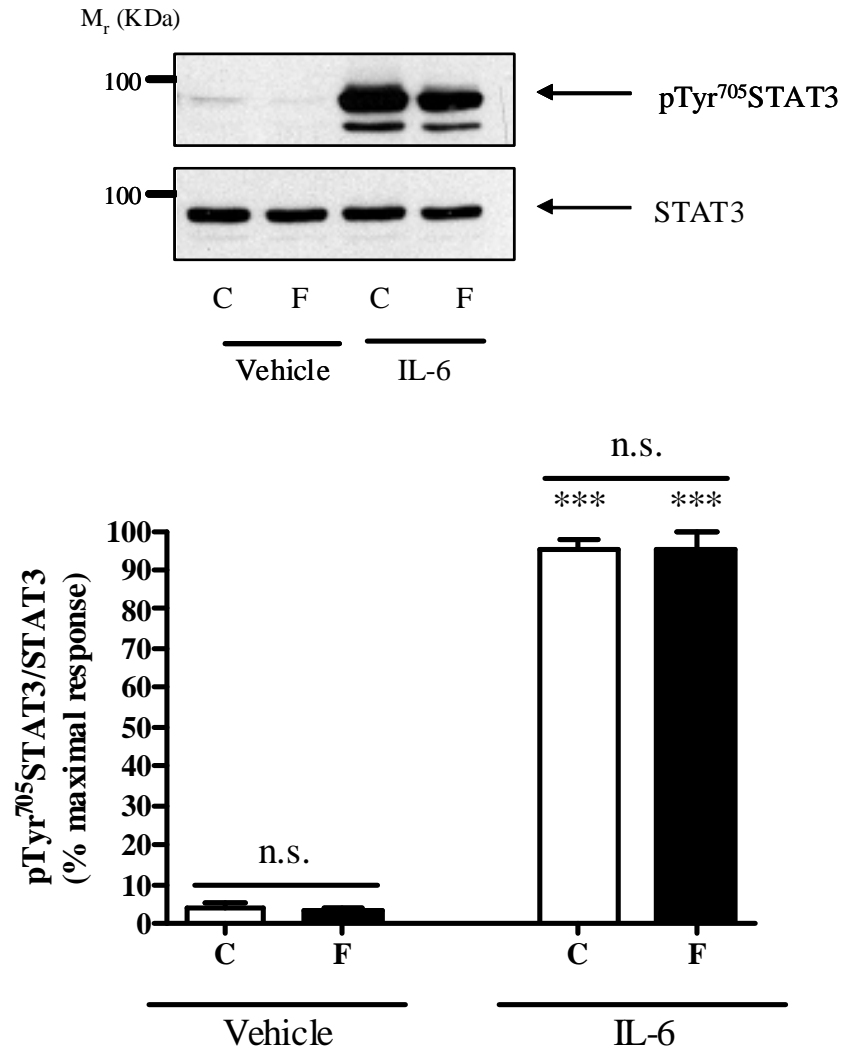 Mr (KDa)
100
pTyr705STAT3
100
STAT3
C F C F
Vehicle IL-6
n.s.
*** ***
100
90
80
70
60
50
40
30
20
10
0
pTyr705STAT3/STAT3
(% maximal response)
n.s.
C F C F
Vehicle IL-6